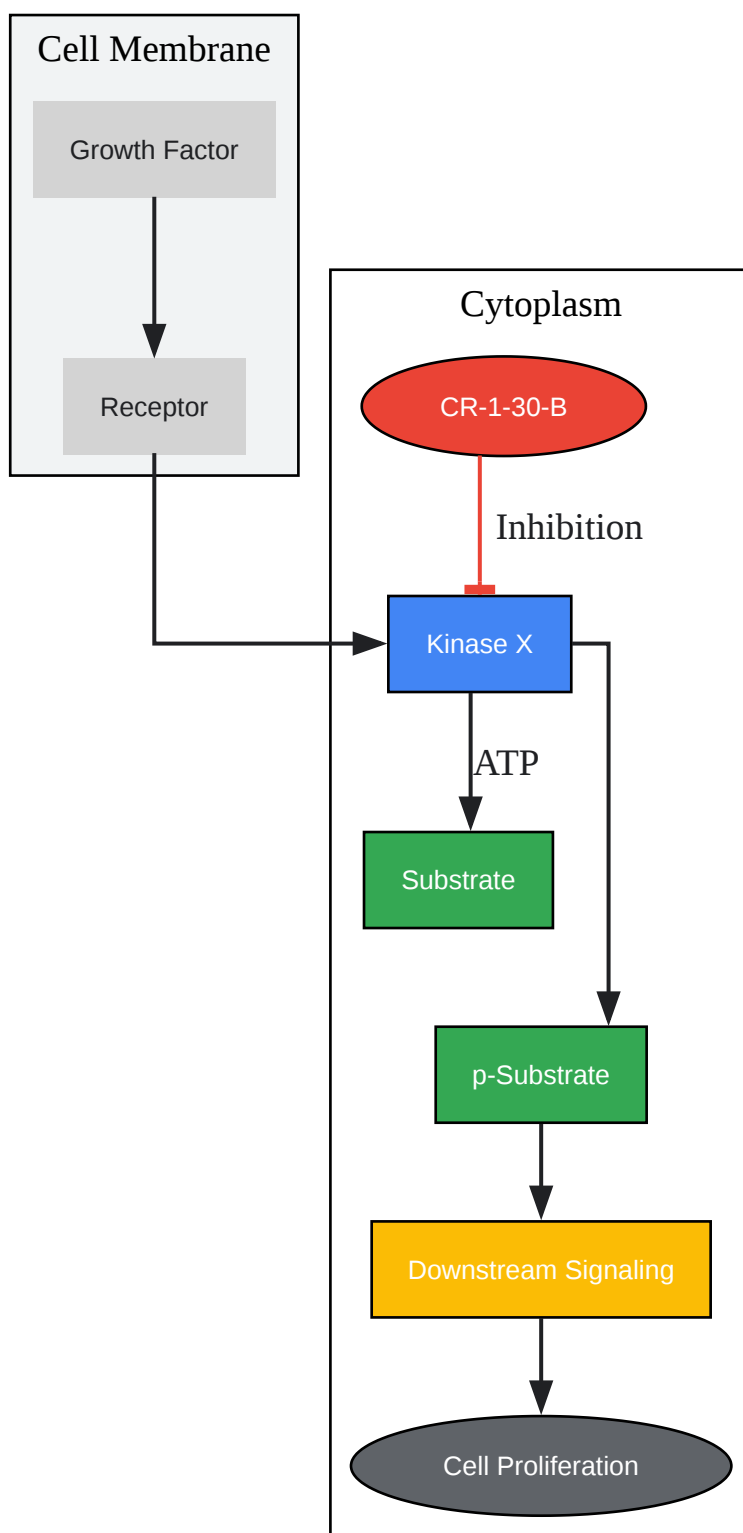 Cell Membrane
Growth Factor
Receptor
Cytoplasm
CR-1-30-B
Inhibition
Kinase X
ATP
Substrate
p-Substrate
Downstream Signaling
Cell Proliferation